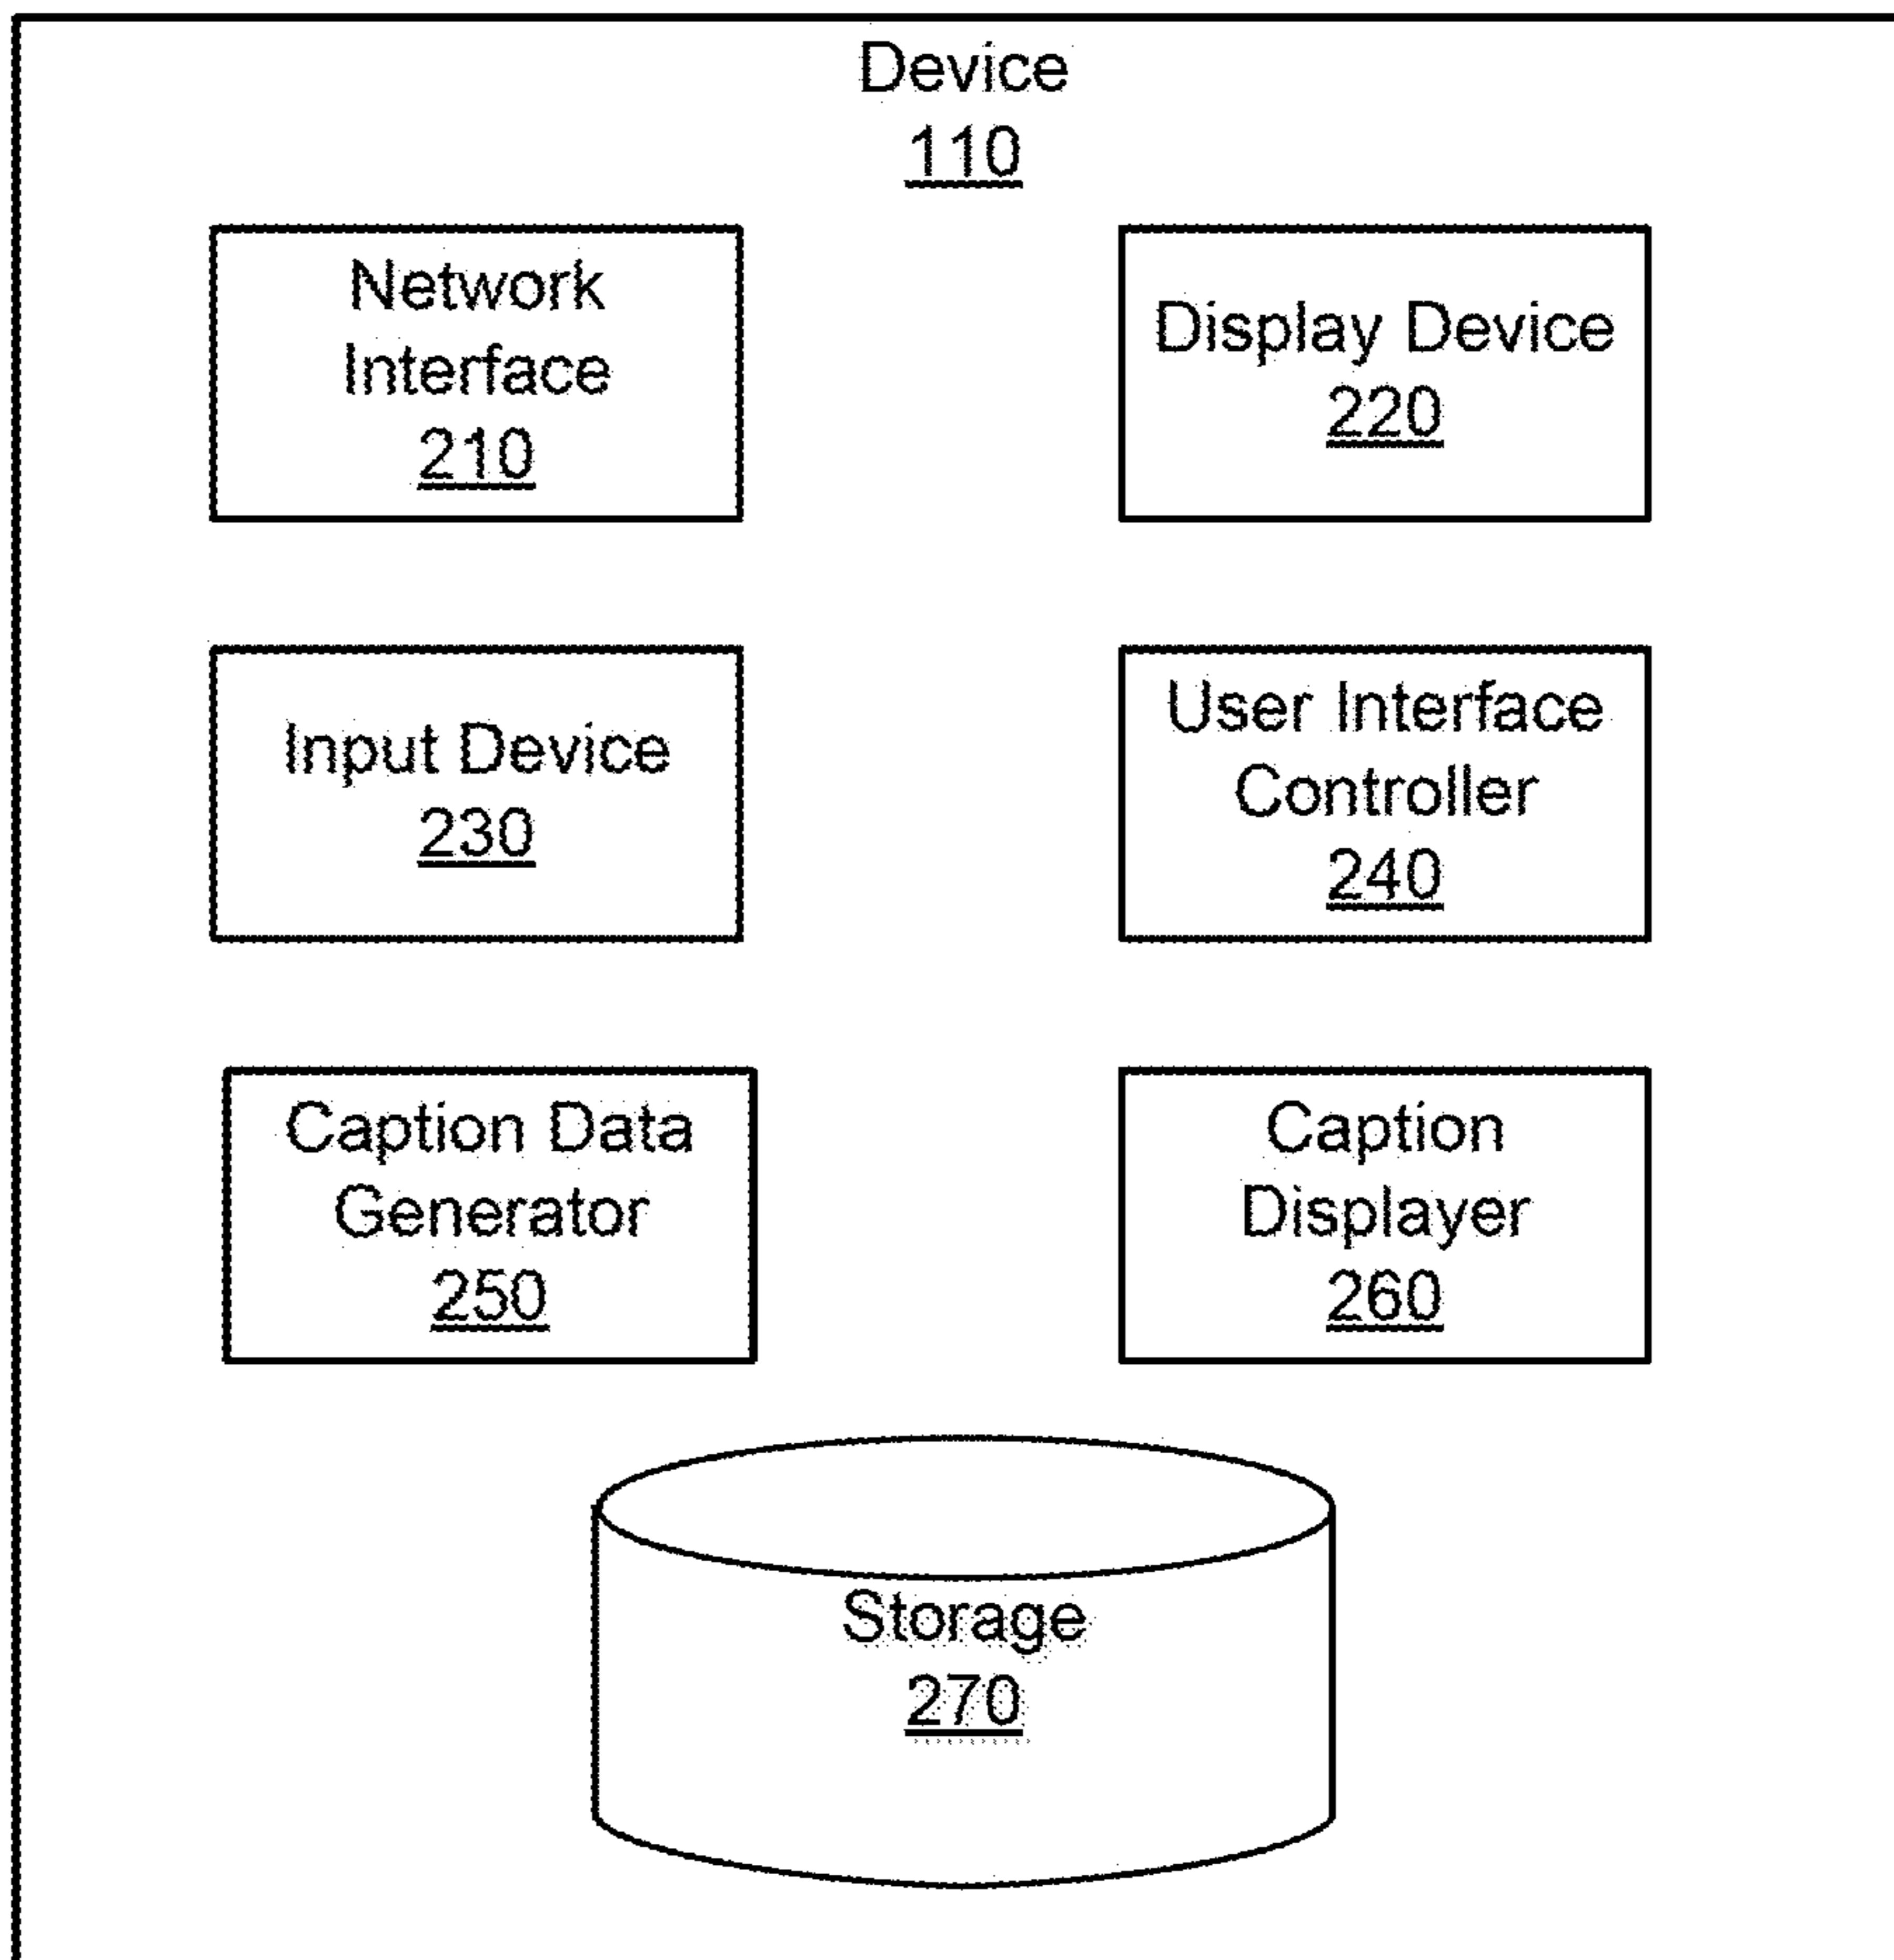 Device
110
Network
Interface
210
Display Device
220
Input Device
230
User Interface
Controller
240
Caption Data
Generator
250
Caption
Displayer
260
Storage
270